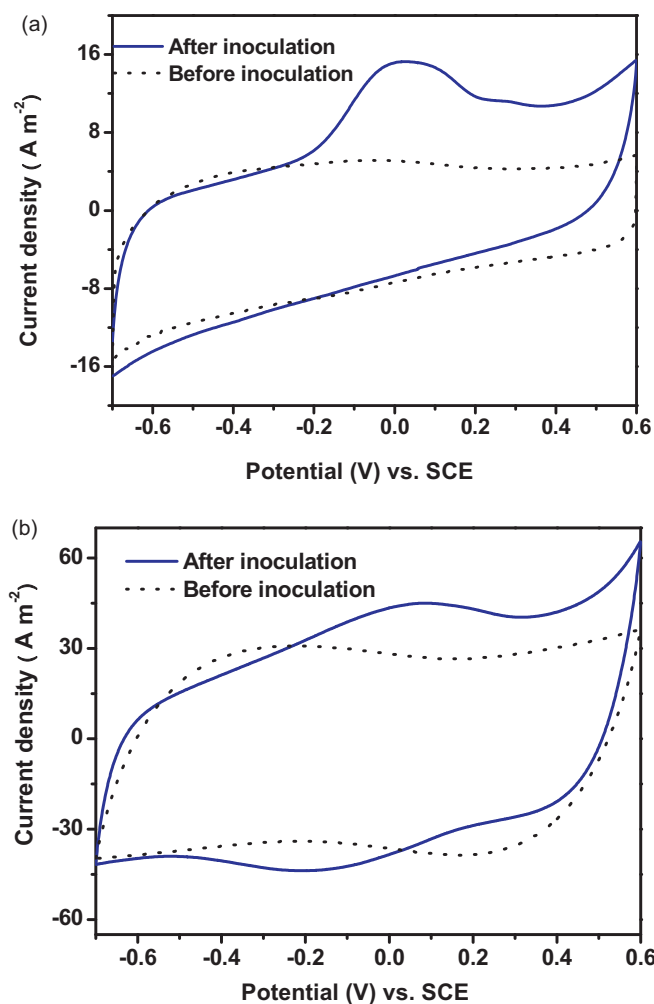 (a)
After inoculation
Before inoculation
16
8
0
-8
-16
Current density ( A m-2)
-0.6 -0.4 -0.2 0.0 0.2 0.4 0.6
Potential (V) vs. SCE
(b)
After inoculation
Before inoculation
60
30
0
-30
-60
Current density ( A m-2)
-0.6 -0.4 -0.2 0.0 0.2 0.4 0.6
Potential (V) vs. SCE